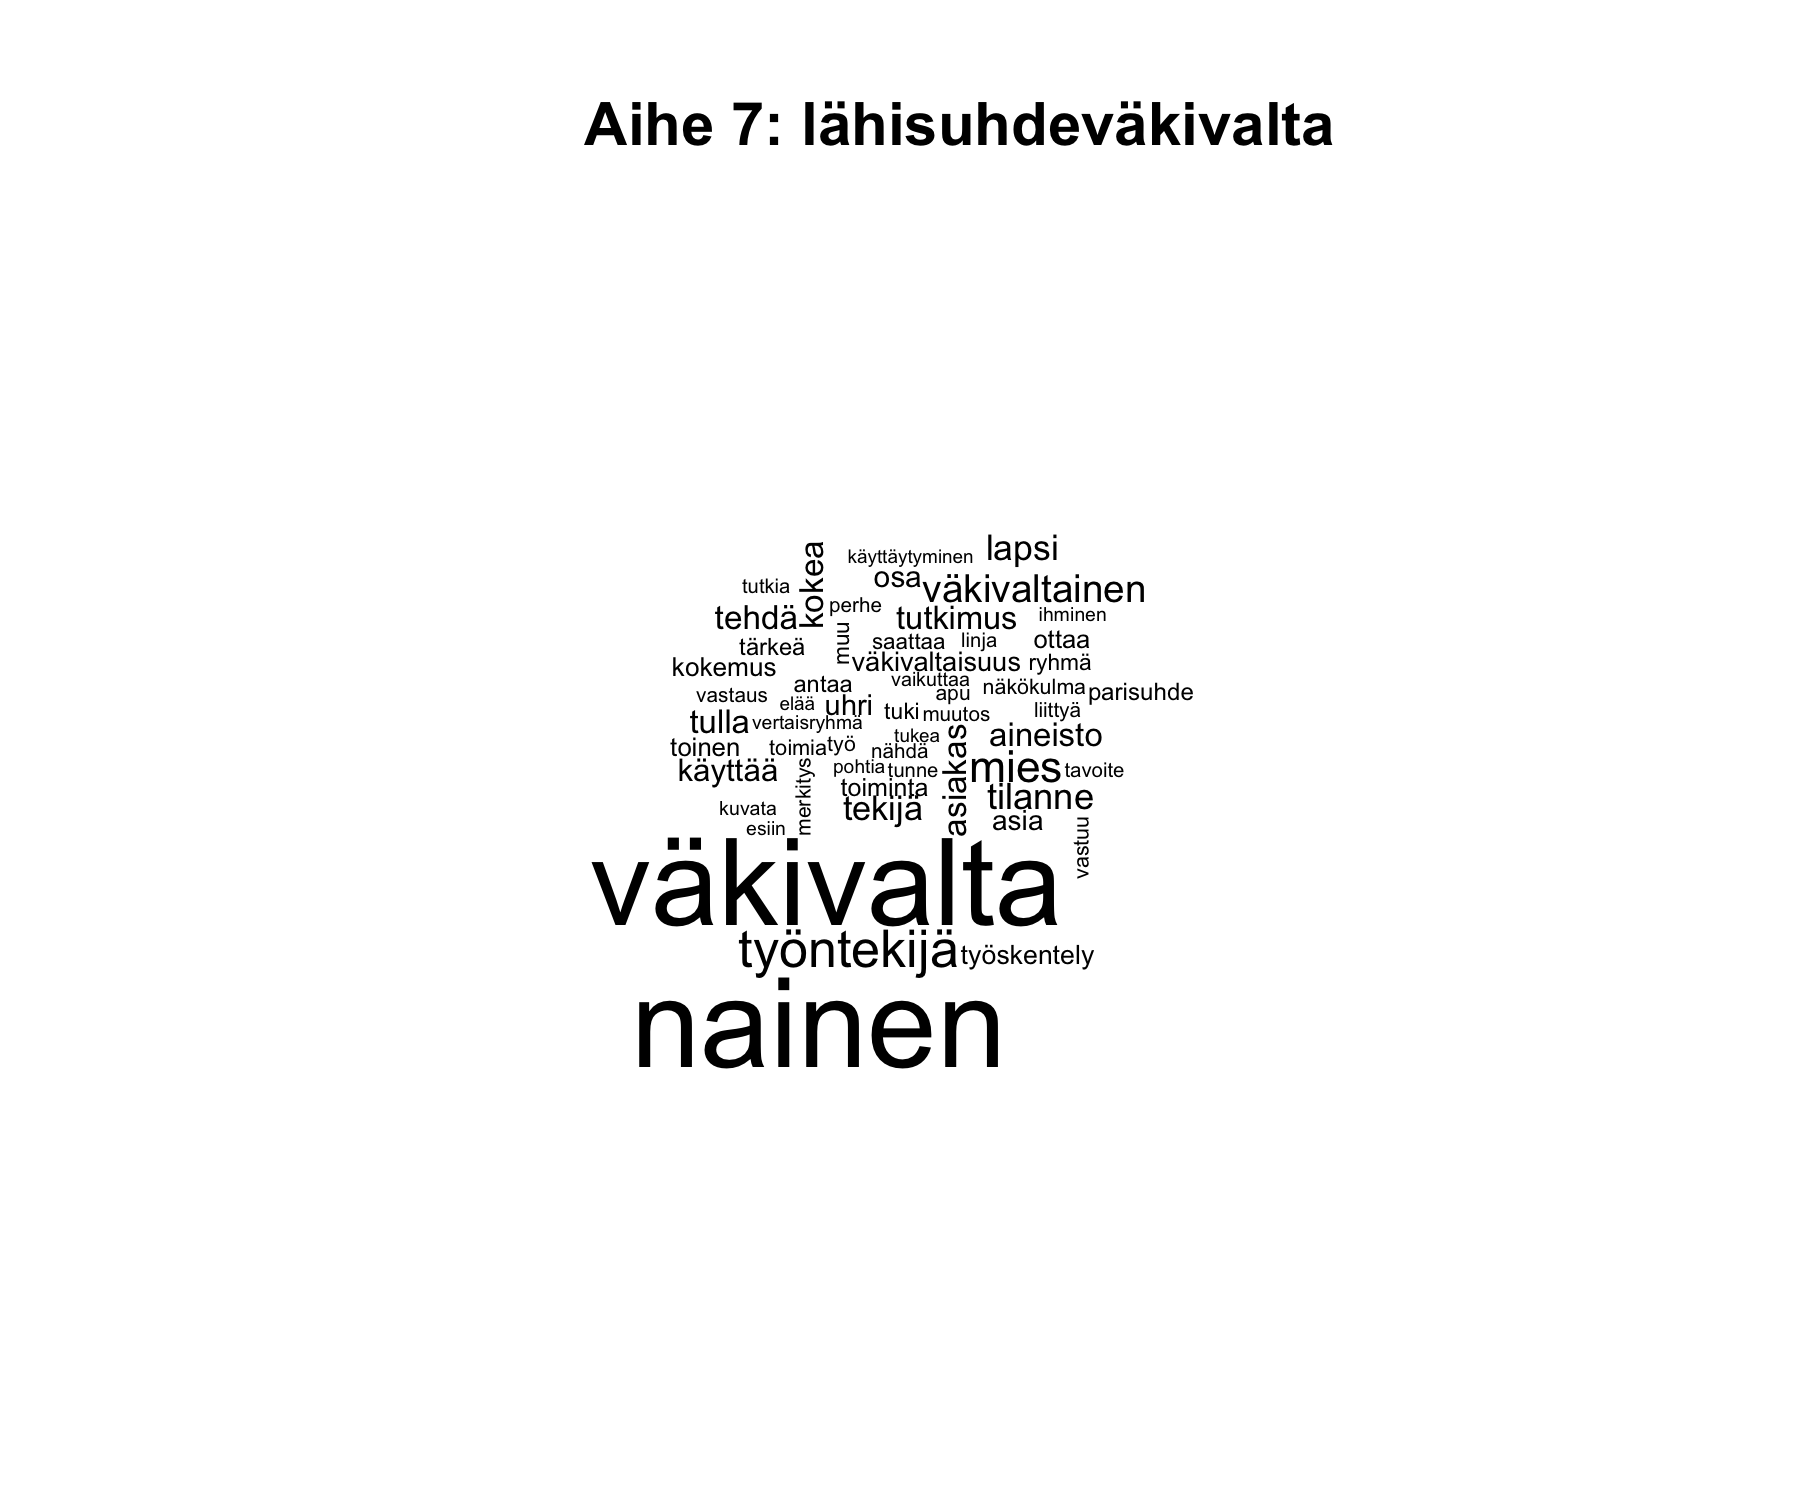 Aihe 7: lähisuhdeväkivalta
kokea
käyttäytyminen
lapsi
osa
väkivaltainen
tutkia
perhe
tehdä
tutkimus
ihminen
muu
tärkeä
saattaa
linja
ottaa
kokemus
väkivaltaisuus
ryhmä
antaa
vaikuttaa
apu
näkökulma
parisuhde
vastaus
elää
uhri
tuki
muutos
liittyä
tulla
vertaisryhmä
asiakas
tukea
aineisto
toinen
toimia
työ
nähdä
käyttää
merkitys
pohtia
tunne
mies
tavoite
toiminta
tilanne
kuvata
tekijä
esiin
asia
vastuu
väkivalta
työntekijä
työskentely
nainen